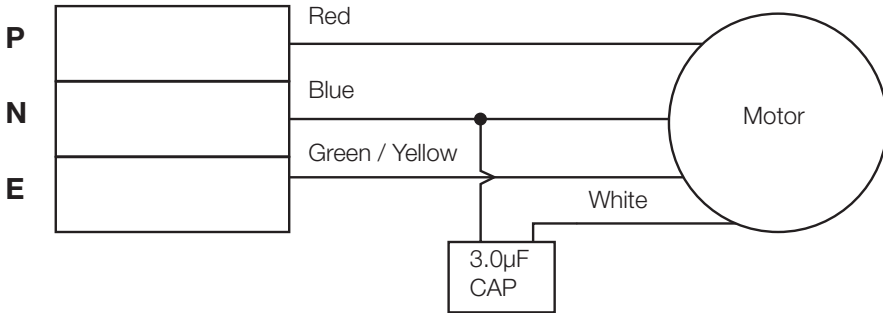 P
Red
N
Blue
Motor
Green / Yellow
E
White
3.0µF
CAP